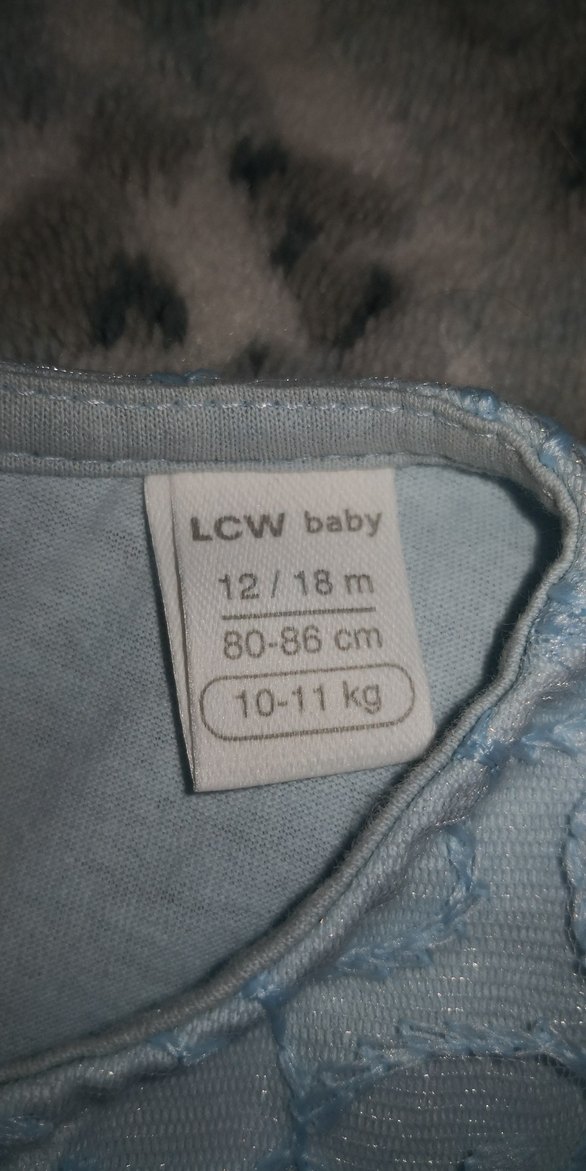 LCW baby
12 / 18 m
80-86 cm
10-11 kg